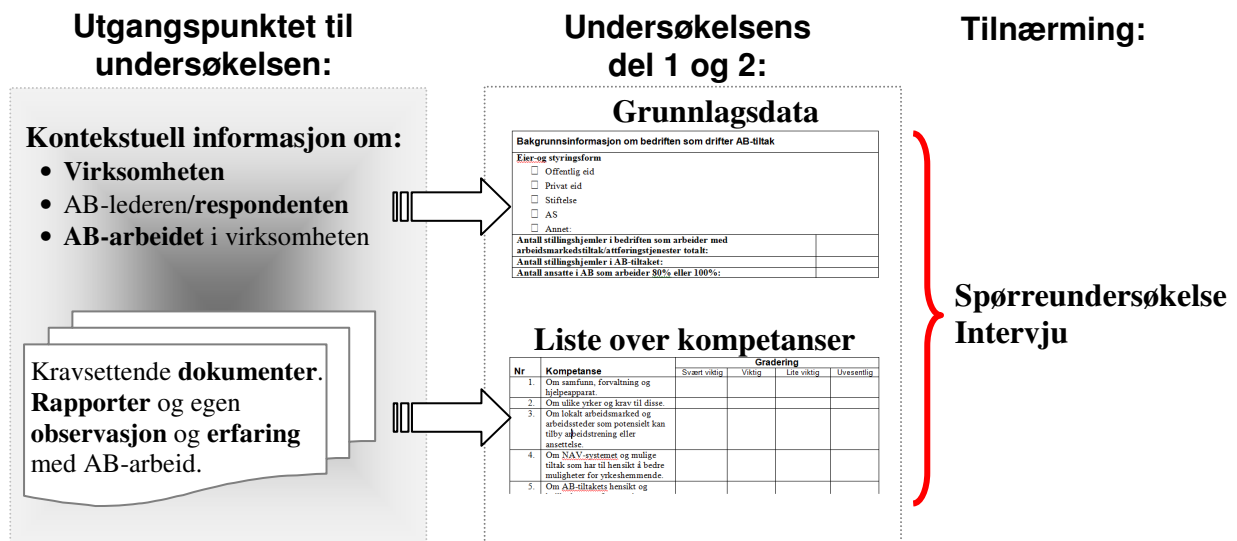 Utgangspunktet til
undersøkelsen:
Kontekstuell informasjon om:
• Virksomheten
• AB-lederen/respondenten
• AB-arbeidet i virksomheten
Kravsettende dokumenter.
Rapporter og egen
observasjon og erfaring
med AB-arbeid.
Undersøkelsens
del 1 og 2:
Grunnlagsdata
Bakgrunnsinformasjon om bedriften som drifter AB-tiltak
Eier-og styringsform
☐ Offentlig eid
☐ Privat eid
☐ Stiftelse
☐ AS
☐ Annet:
Antall stillingshjemler i bedriften som arbeider med
arbeidsmarkedstiltak/attføringstjenester totalt:
Antall stillingshjemler i AB-tiltaket:
Antall ansatte i AB som arbeider 80% eller 100%:
Liste over kompetanser
Gradering
Nr Kompetanse Svært viktig Viktig Lite viktig Uvesentlig
1. Om samfunn, forvaltning og
hjelpeapparat.
2. Om ulike yrker og krav til disse.
3. Om lokalt arbeidsmarked og
arbeidssteder som potensielt kan
tilby arbeidstrening eller
ansettelse.
4. Om NAV-systemet og mulige
tiltak som har til hensikt å bedre
muligheter for yrkeshemmende.
5. Om AB-tiltakets hensikt og
Tilnærming:
Spørreundersøkelse
Intervju